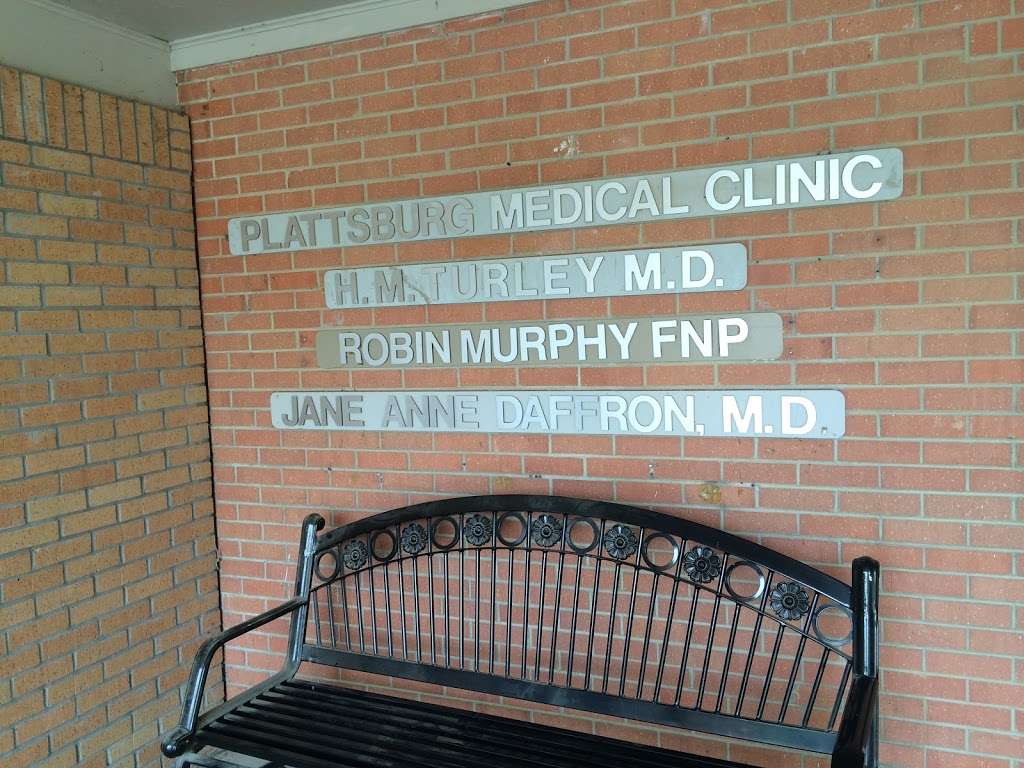 PLATTSBURG MEDICAL CLINIC
H. M. TURLEY M.D.
ROBIN MURPHY FNP
JANE ANNE DAFFRON, M.D.